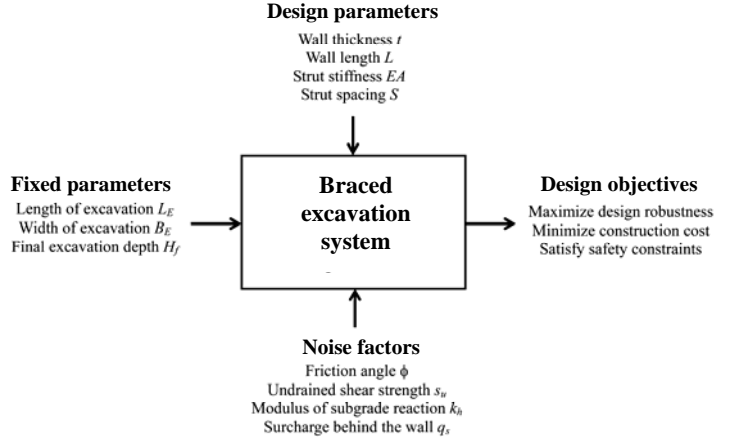 Design parameters
Wall thickness t
Wall length L
Strut stiffness EA
Strut spacing S
Fixed parameters
Length of excavation L_E
Width of excavation B_E
Final excavation depth H_f
Braced
excavation
system
Design objectives
Maximize design robustness
Minimize construction cost
Satisfy safety constraints
Noise factors
Friction angle ϕ
Undrained shear strength s_u
Modulus of subgrade reaction k_h
Surcharge behind the wall q_s